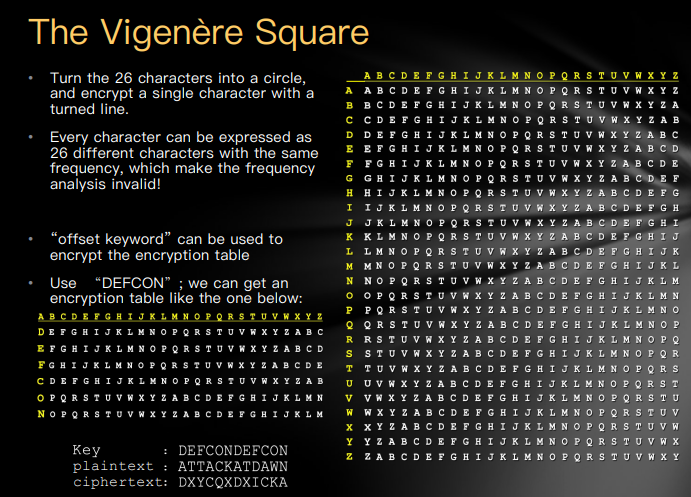 The Vigenère Square
• Turn the 26 characters into a circle,
and encrypt a single character with a
turned line.
• Every character can be expressed as
26 different characters with the same
frequency, which make the frequency
analysis invalid!
• “offset keyword” can be used to
encrypt the encryption table
• Use “DEFCON”; we can get an
encryption table like the one below:
A B C D E F G H I J K L M N O P Q R S T U V W X Y Z
D E F G H I J K L M N O P Q R S T U V W X Y Z A B C
E F G H I J K L M N O P Q R S T U V W X Y Z A B C D
F G H I J K L M N O P Q R S T U V W X Y Z A B C D E
C D E F G H I J K L M N O P Q R S T U V W X Y Z A B
O P Q R S T U V W X Y Z A B C D E F G H I J K L M N
N O P Q R S T U V W X Y Z A B C D E F G H I J K L M
Key : DEFCONDEFCON
plaintext : ATTACKATDAWN
ciphertext: DXYCQXDXICKA
A B C D E F G H I J K L M N O P Q R S T U V W X Y Z
A A B C D E F G H I J K L M N O P Q R S T U V W X Y Z
B B C D E F G H I J K L M N O P Q R S T U V W X Y Z A
C C D E F G H I J K L M N O P Q R S T U V W X Y Z A B
D D E F G H I J K L M N O P Q R S T U V W X Y Z A B C
E E F G H I J K L M N O P Q R S T U V W X Y Z A B C D
F F G H I J K L M N O P Q R S T U V W X Y Z A B C D E
G G H I J K L M N O P Q R S T U V W X Y Z A B C D E F
H H I J K L M N O P Q R S T U V W X Y Z A B C D E F G
I I J K L M N O P Q R S T U V W X Y Z A B C D E F G H
J J K L M N O P Q R S T U V W X Y Z A B C D E F G H I
K K L M N O P Q R S T U V W X Y Z A B C D E F G H I J
L L M N O P Q R S T U V W X Y Z A B C D E F G H I J K
M M N O P Q R S T U V W X Y Z A B C D E F G H I J K L
N N O P Q R S T U V W X Y Z A B C D E F G H I J K L M
O O P Q R S T U V W X Y Z A B C D E F G H I J K L M N
P P Q R S T U V W X Y Z A B C D E F G H I J K L M N O
Q Q R S T U V W X Y Z A B C D E F G H I J K L M N O P
R R S T U V W X Y Z A B C D E F G H I J K L M N O P Q
S S T U V W X Y Z A B C D E F G H I J K L M N O P Q R
T T U V W X Y Z A B C D E F G H I J K L M N O P Q R S
U U V W X Y Z A B C D E F G H I J K L M N O P Q R S T
V V W X Y Z A B C D E F G H I J K L M N O P Q R S T U
W W X Y Z A B C D E F G H I J K L M N O P Q R S T U V
X X Y Z A B C D E F G H I J K L M N O P Q R S T U V W
Y Y Z A B C D E F G H I J K L M N O P Q R S T U V W X
Z Z A B C D E F G H I J K L M N O P Q R S T U V W X Y